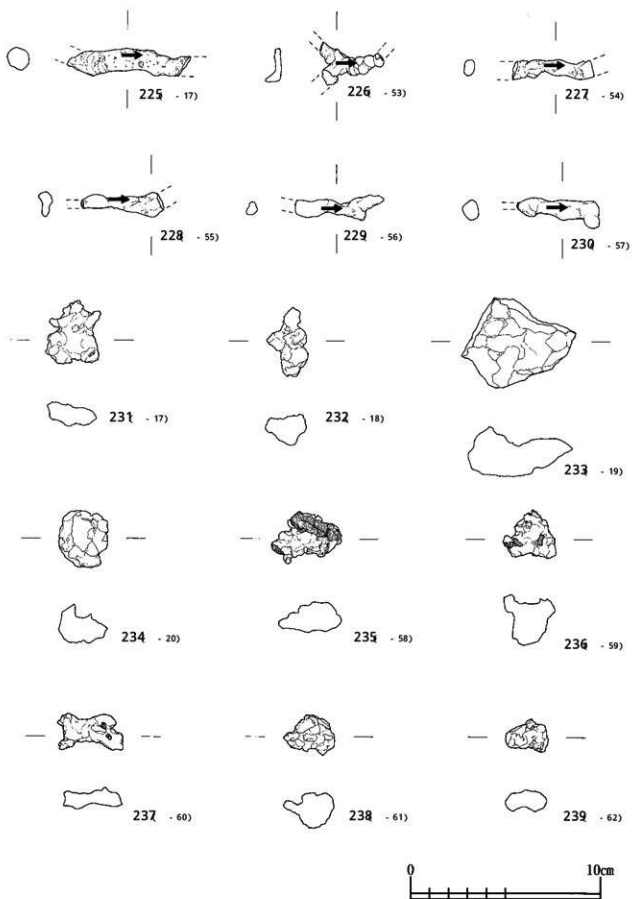 225( - 17)
226( - 53)
227( - 54)
228( - 55)
229( - 56)
230( - 57)
231( - 17)
232( - 18)
233( - 19)
234( - 20)
235( - 58)
236( - 59)
237( - 60)
238( - 61)
239( - 62)
0 10cm